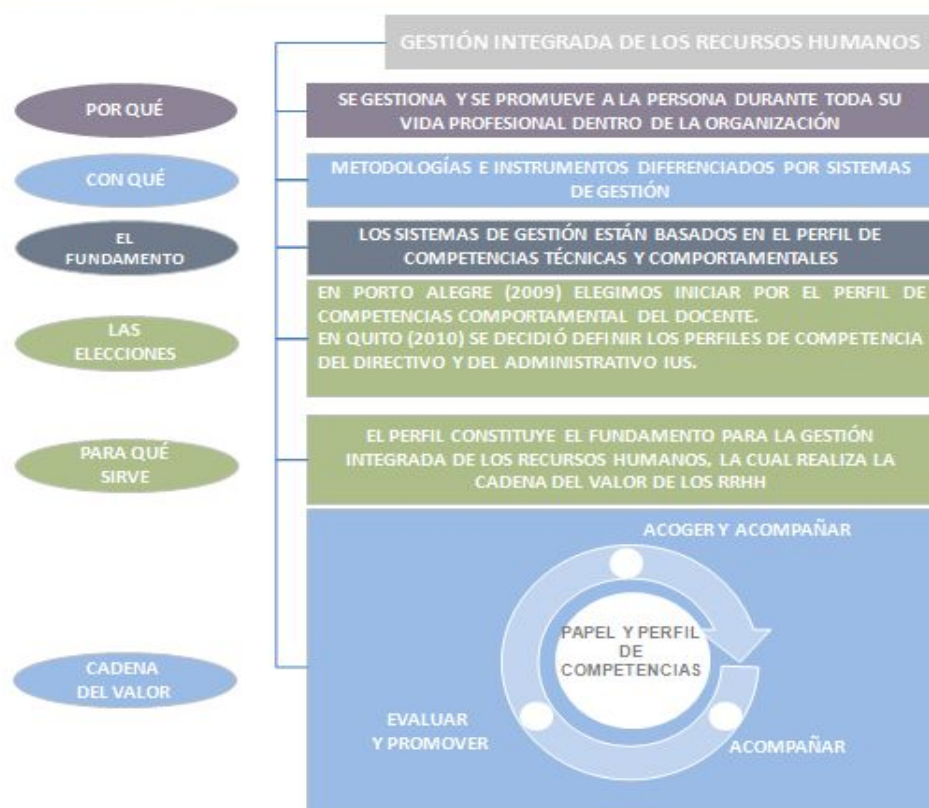 GESTIÓN INTEGRADA DE LOS RECURSOS HUMANOS
POR QUÉ
SE GESTIONA Y SE PROMUEVE A LA PERSONA DURANTE TODA SU
VIDA PROFESIONAL DENTRO DE LA ORGANIZACIÓN
CON QUÉ
METODOLOGÍAS E INSTRUMENTOS DIFERENCIADOS POR SISTEMAS
DE GESTIÓN
EL
FUNDAMENTO
LOS SISTEMAS DE GESTIÓN ESTÁN BASADOS EN EL PERFIL DE
COMPETENCIAS TÉCNICAS Y COMPORTAMENTALES
LAS
ELECCIONES
EN PORTO ALEGRE (2009) ELEGIMOS INICIAR POR EL PERFIL DE
COMPETENCIAS COMPORTAMENTAL DEL DOCENTE.
EN QUITO (2010) SE DECIDIÓ DEFINIR LOS PERFILES DE COMPETENCIA
DEL DIRECTIVO Y DEL ADMINISTRATIVO IUS.
PARA QUÉ
SIRVE
EL PERFIL CONSTITUYE EL FUNDAMENTO PARA LA GESTIÓN
INTEGRADA DE LOS RECURSOS HUMANOS, LA CUAL REALIZA LA
CADENA DEL VALOR DE LOS RRHH
CADENA
DEL VALOR
ACOGER Y ACOMPAÑAR
PAPEL Y PERFIL
DE
COMPETENCIAS
EVALUAR
Y PROMOVER
ACOMPAÑAR